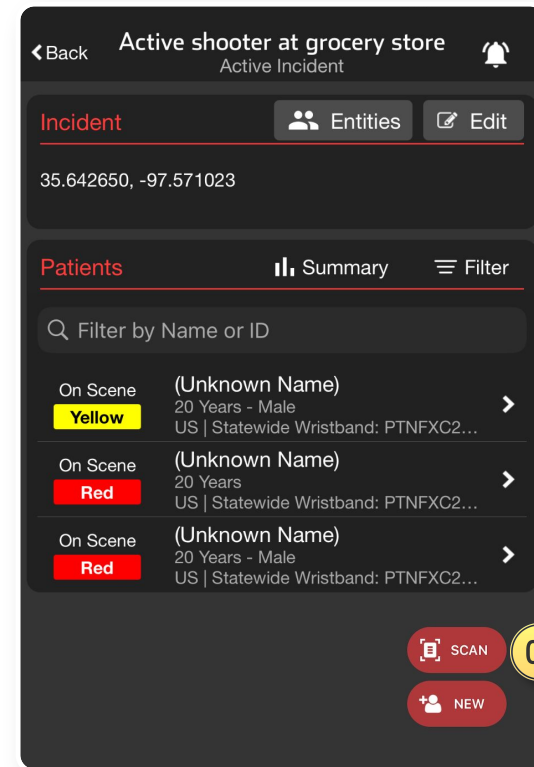 Back
Active shooter at grocery store
Active Incident
Incident
Entities
Edit
35.642650, -97.571023
Patients
Summary
Filter
Filter by Name or ID
On Scene
Yellow
(Unknown Name)
20 Years - Male
US | Statewide Wristband: PTNFXC2...
On Scene
Red
(Unknown Name)
20 Years
US | Statewide Wristband: PTNFXC2...
On Scene
Red
(Unknown Name)
20 Years - Male
US | Statewide Wristband: PTNFXC2...
SCAN
NEW